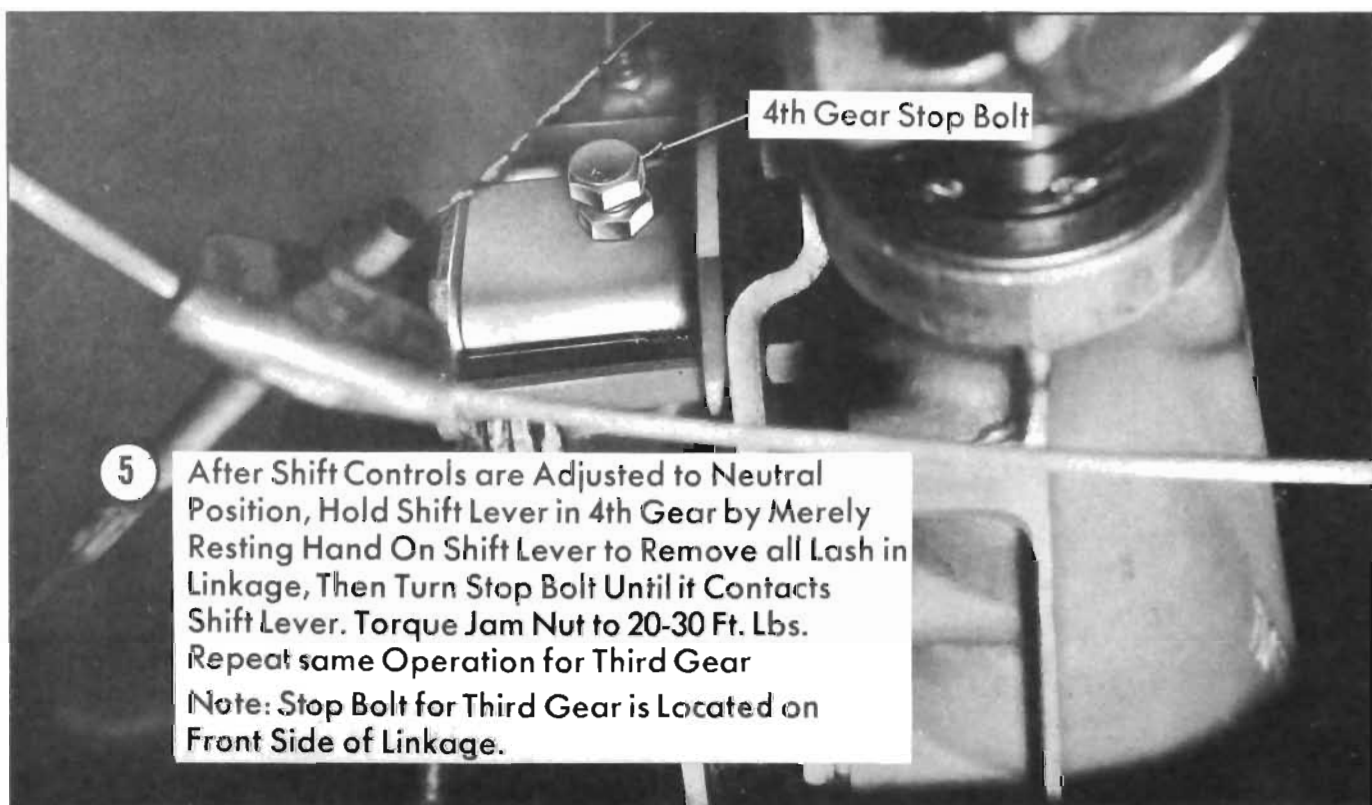 4th Gear Stop Bolt
5
After Shift Controls are Adjusted to Neutral
Position, Hold Shift Lever in 4th Gear by Merely
Resting Hand On Shift Lever to Remove all Lash in
Linkage, Then Turn Stop Bolt Until it Contacts
Shift Lever. Torque Jam Nut to 20-30 Ft. Lbs.
Repeat same Operation for Third Gear
Note: Stop Bolt for Third Gear is Located on
Front Side of Linkage.